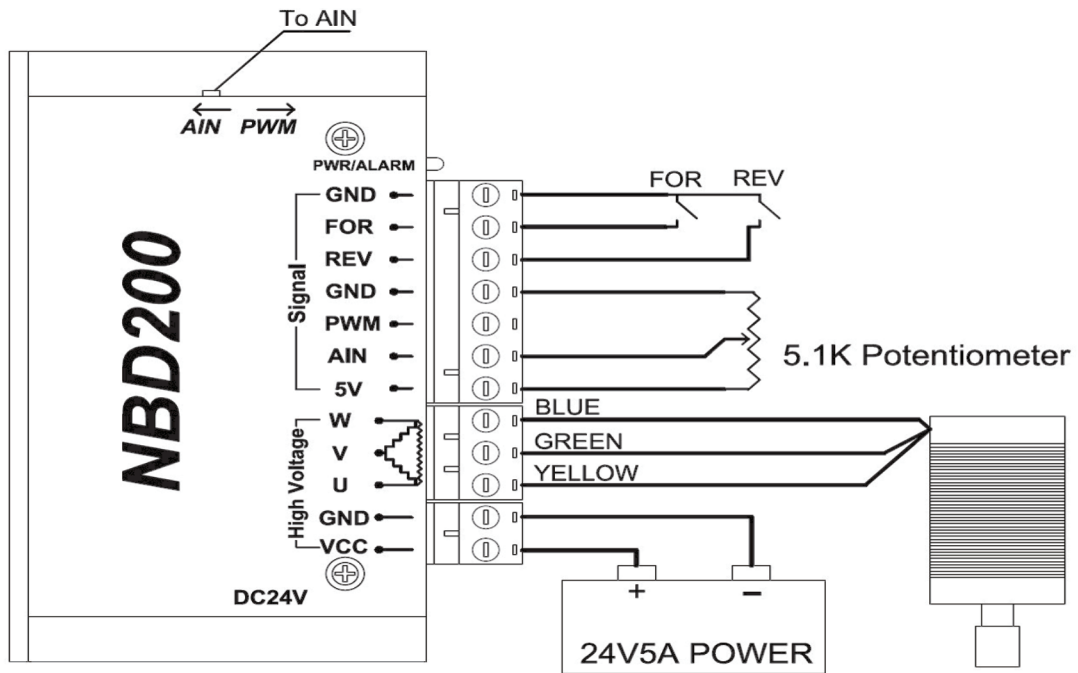 To AIN
AIN PWM
PWR/ALARM
NBD200
Signal
GND
FOR
REV
GND
PWM
AIN
5V
High Voltage
W
V
U
GND
VCC
DC24V
FOR REV
5.1K Potentiometer
BLUE
GREEN
YELLOW
+ −
24V5A POWER